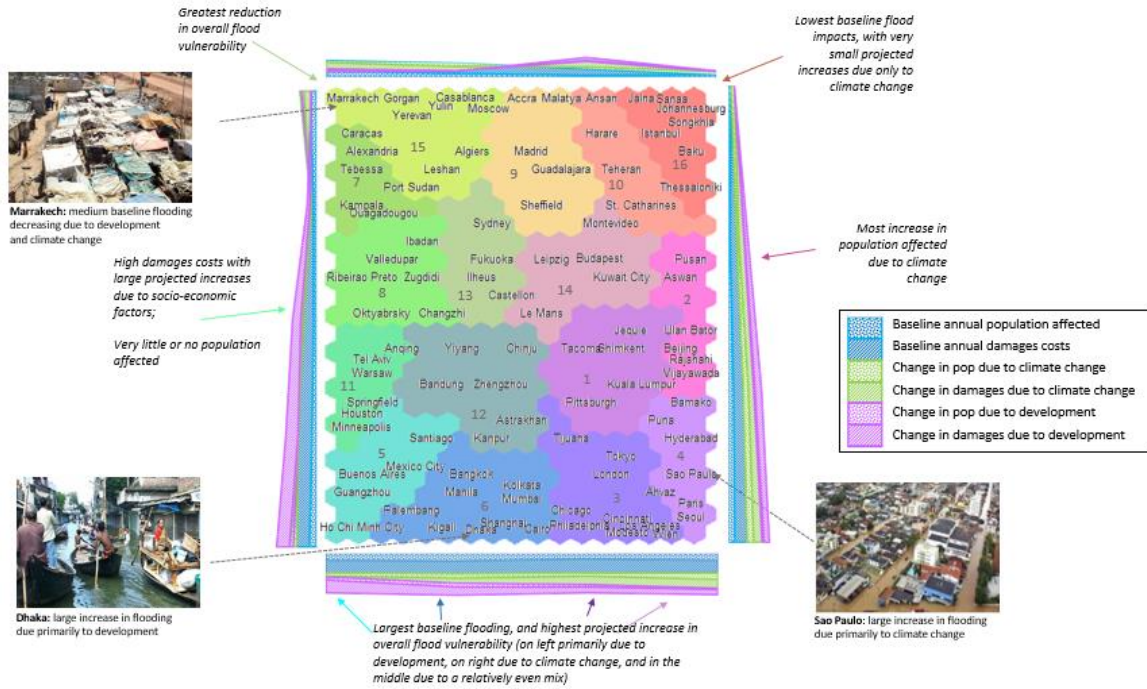 Greatest reduction
in overall flood
vulnerability
Lowest baseline flood
impacts, with very
small projected
increases due only to
climate change
Marrakech Gorgan Casablanca Accra Malatya Ansan Jaina Sanaa
Yulin Moscow Johannesburg
Yerevan Songkhla
Caracas Harare Istanbul
Alexandria 15 Algiers Madrid Baku
9 16
Tebessa Leshan Guadalajara Teheran
7 10
Port Sudan Thessaloniki
Kampala Sheffield St. Catharines
Ouagadougou
Sydney Montevideo
Ibadan
Valledupar Fukuoka Leipzig Budapest Pusan
Ribeirao Preto Zugdidi Ilheus Kuwait City Aswan
8 13 Castellon 14 2
Oktyabrsky Changzhi Le Mans
Jequie Ulan Bator
Anqing Yiyang Chinju Tacoma Shimkent Beijing
Tel Aviv Rajshahi
Warsaw Vijayawada
11 Bandung Zhengzhou 1 Kuala Lumpur
Springfield Pittsburgh Bamako
Houston 12 Astrakhan Puna
Minneapolis
Santiago Kanpur Tijuana Hyderabad
5 Tokyo 4
Mexico City
Buenos Aires Bangkok London Sao Paulo
Guangzhou Manila Kolkata Ahvaz
Mumbai 3
Palembang 6 Chicago Paris
Shanghai Cincinnati Seoul
Ho Chi Minh City Kigali Dhaka Cairo Philadelphia Los Angeles
Modesto Wien
Marrakech: medium baseline flooding
decreasing due to development
and climate change
High damages costs with
large projected increases
due to socio-economic
factors;
Very little or no population
affected
Most increase in
population affected
due to climate
change
Baseline annual population affected
Baseline annual damages costs
Change in pop due to climate change
Change in damages due to climate change
Change in pop due to development
Change in damages due to development
Dhaka: large increase in flooding
due primarily to development
Sao Paulo: large increase in flooding
due primarily to climate change
Largest baseline flooding, and highest projected increase in
overall flood vulnerability (on left primarily due to
development, on right due to climate change, and in the
middle due to a relatively even mix)